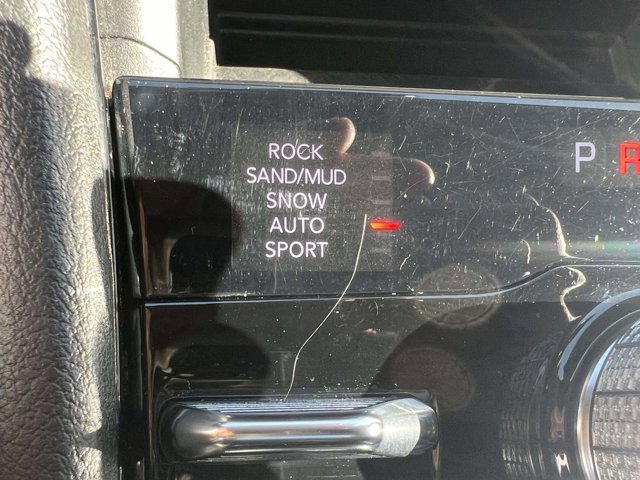 ROCK
SAND/MUD
SNOW
AUTO
SPORT
P R